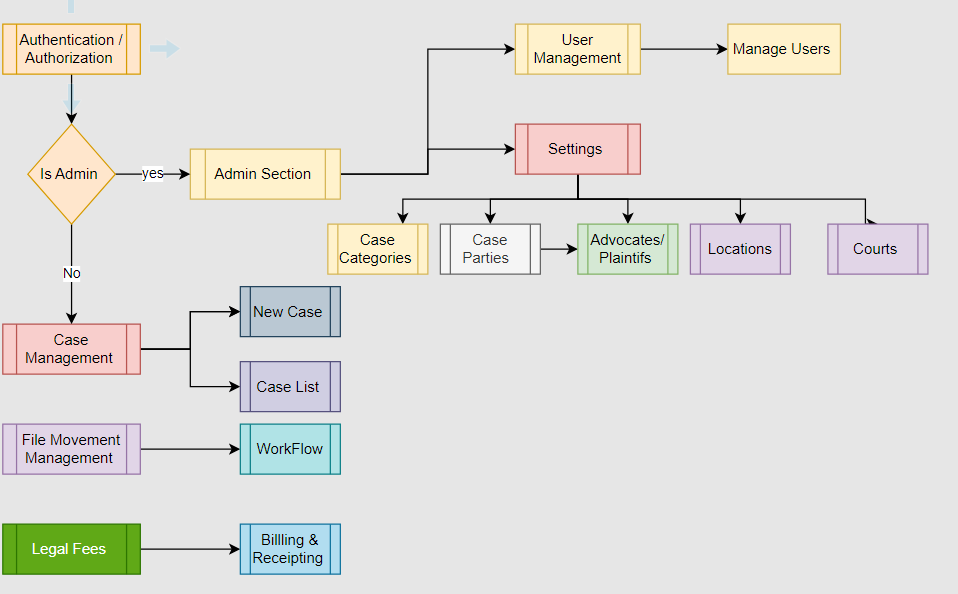 Authentication /
Authorization
User
Management
Manage Users
Is Admin
yes
Admin Section
Settings
Case
Categories
Case
Parties
Advocates/
Plaintifs
Locations
Courts
No
Case
Management
New Case
Case List
File Movement
Management
WorkFlow
Legal Fees
Billling &
Receipting